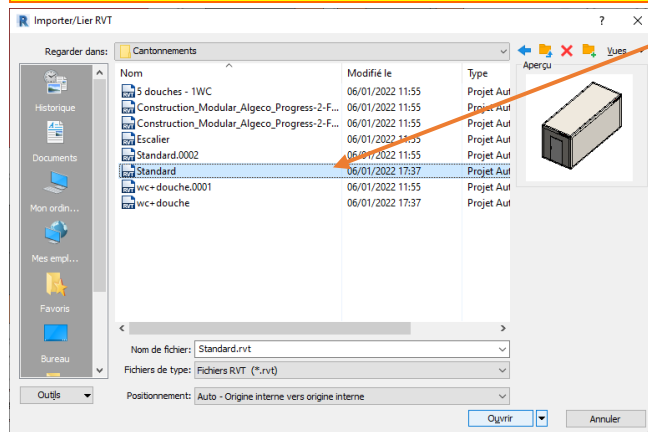 Importer/Lier RVT
Regarder dans: Cantonnements Vues
Aperçu
Nom Modifié le Type
5 douches - 1WC 06/01/2022 11:55 Projet Aut
Construction_Modular_Algeco_Progress-2-F... 06/01/2022 11:55 Projet Aut
Construction_Modular_Algeco_Progress-2-F... 06/01/2022 11:55 Projet Aut
Escalier 06/01/2022 11:55 Projet Aut
Standard.0002 06/01/2022 11:55 Projet Aut
Standard 06/01/2022 17:37 Projet Aut
wc+douche.0001 06/01/2022 11:55 Projet Aut
wc+douche 06/01/2022 17:37 Projet Aut
Historique
Documents
Mon ordin...
Mes empl...
Favoris
Bureau
Nom de fichier: Standard.rvt
Fichiers de type: Fichiers RVT (*.rvt)
Outils Positionnement: Auto - Origine interne vers origine interne
Ouvrir Annuler